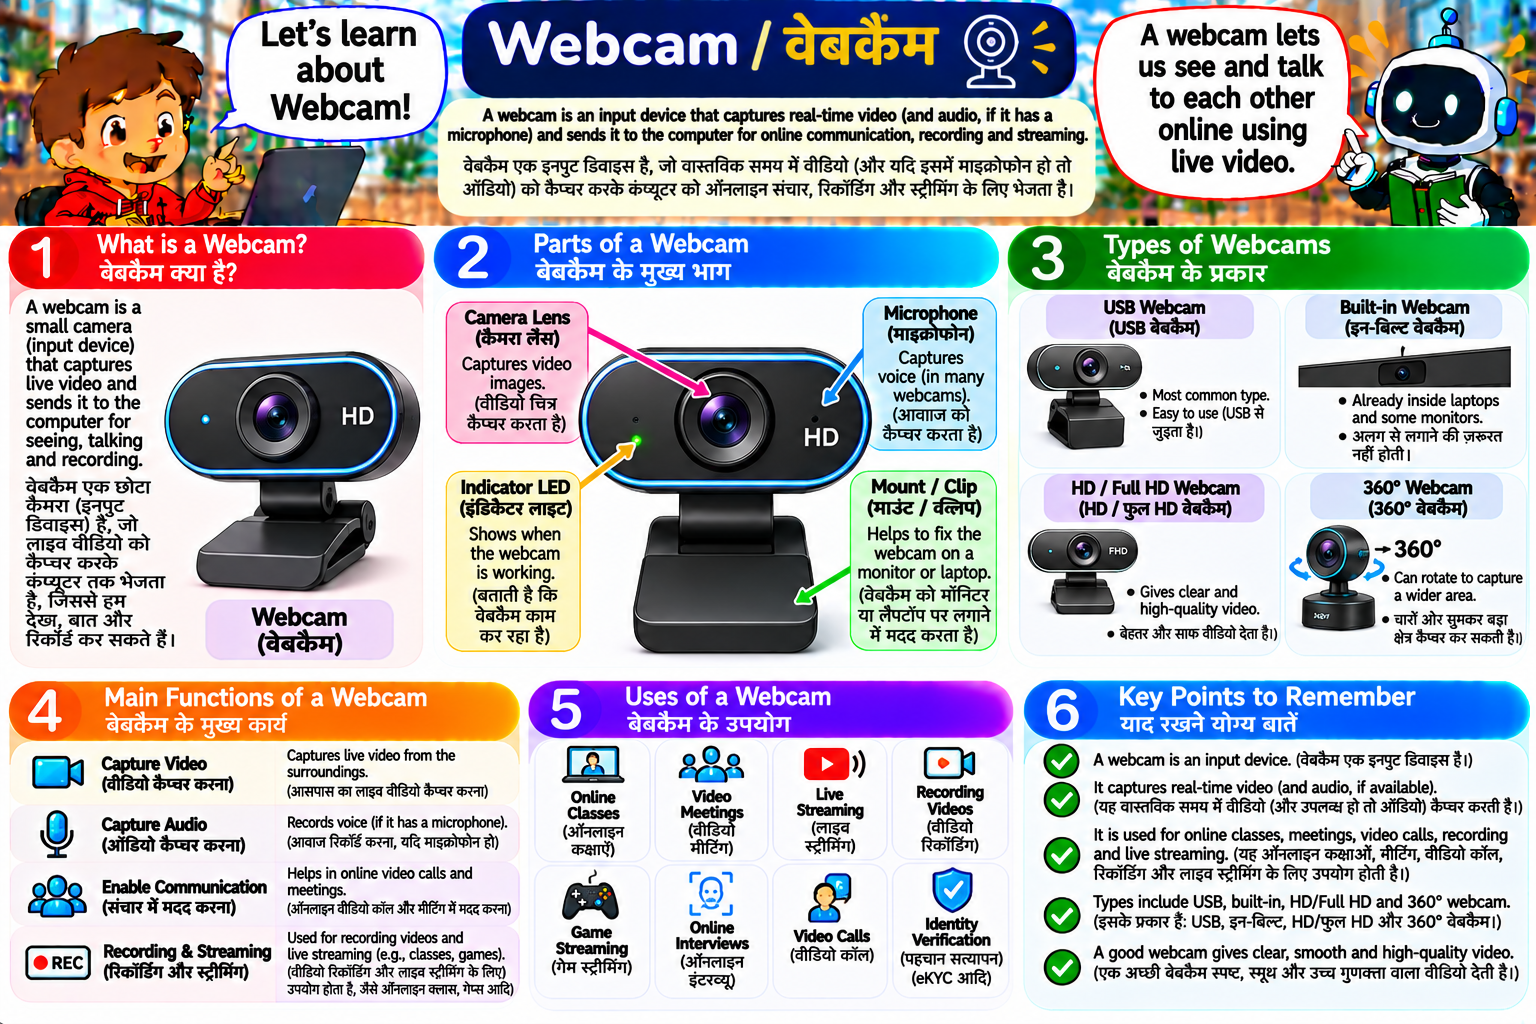 Let's learn
about
Webcam!
Webcam / वेबकैम
A webcam is an input device that captures real-time video (and audio, if it has a
microphone) and sends it to the computer for online communication, recording and streaming.
वेबकैम एक इनपुट डिवाइस है, जो वास्तविक समय में वीडियो (और यदि इसमें माइक्रोफोन हो तो
ऑडियो) को कैप्चर करके कंप्यूटर को ऑनलाइन संचार, रिकॉर्डिंग और स्ट्रीमिंग के लिए भेजता है।
A webcam lets
us see and talk
to each other
online using
live video.
1 What is a Webcam?
बेबकैम क्या है?
A webcam is a
small camera
(input device)
that captures
live video and
sends it to the
computer for
seeing, talking
and recording.
वेबकैम एक छोटा
कैमरा (इनपुट
डिवाइस) है, जो
लाइव वीडियो को
कैप्चर करके
कंप्यूटर तक भेजता
है, जिससे हम
देखा, बात और
रिकॉर्ड कर सकते हैं।
HD
Webcam
(वेबकैम)
2 Parts of a Webcam
बेबकैम के मुख्य भाग
Camera Lens
(कैमरा लैंस)
Captures video
images.
(वीडियो चित्र
कैप्चर करता है)
Microphone
(माइक्रोफोन)
Captures
voice (in many
webcams).
(आवााज को
कैप्चर करता है)
HD
Indicator LED
(इंडिकेटर लाइट)
Shows when
the webcam
is working.
(बताती है कि
वेबकैम काम
कर रहा है)
Mount / Clip
(माउंट / क्लिप)
Helps to fix the
webcam on a
monitor or laptop.
(वेबकैम को मॉनिटर
या लैपटॉप पर लगाने
में मदद करता है)
3 Types of Webcams
बेबकैम के प्रकार
USB Webcam
(USB बेबकैम)
• Most common type.
• Easy to use (USB से
जुड़ता है।)
Built-in Webcam
(इन-बिल्ट वेबकैम)
• Already inside laptops
and some monitors.
• अलग से लगाने की ज़रूरत
नहीं होती।
HD / Full HD Webcam
(HD / फुल HD बेबकैम)
FHD
• Gives clear and
high-quality video.
• बेहतर और साफ वीडियो देता है।)
360° Webcam
(360° बेबकैम)
360°
• Can rotate to capture
a wider area.
• चारों ओर सुमकर बड़ा
क्षेत्र कैप्चर कर सकती है।)
4 Main Functions of a Webcam
बेबकैम के मुख्य कार्य
Capture Video
(वीडियो कैप्चर करना)
Captures live video from the
surroundings.
(आसपास का लाइव वीडियो कैप्चर करना)
Capture Audio
(ऑडियो कैप्चर करना)
Records voice (if it has a microphone).
(आवाज रिकॉर्ड करना, यदि माइक्रोफोन हो)
Enable Communication
(संचार में मदद करना)
Helps in online video calls and
meetings.
(ऑनलाइन वीडियो कॉल और मीटिंग में मदद करना)
REC
Recording & Streaming
(रिकॉर्डिंग और स्ट्रीमिंग)
Used for recording videos and
live streaming (e.g., classes, games).
(वीडियो रिकॉर्डिंग और लाइव स्ट्रीमिंग के लिए)
उपयोग होता है, जैसे ऑनलाइन क्लास, गेम्स आदि)
5 Uses of a Webcam
बेबकैम के उपयोग
Online
Classes
(ऑनलाइन
कक्षाऐं)
Video
Meetings
(वीडियो
मीटिंग)
Live
Streaming
(लाइव
स्ट्रीमिंग)
Recording
Videos
(वीडियो
रिकॉर्डिंग)
Game
Streaming
(गेम स्ट्रीमिंग)
Online
Interviews
(ऑनलाइन
इंटरव्यू)
Video Calls
(वीडियो कॉल)
Identity
Verification
(पहचान सत्यापन)
(eKYC आदि)
6 Key Points to Remember
याद रखने योग्य बातें
A webcam is an input device. (वेबकैम एक इनपुट डिवाइस है।)
It captures real-time video (and audio, if available).
(यह वास्तविक समय में वीडियो (और उपलब्ध हो तो ऑडियो) कैप्चर करती है।)
It is used for online classes, meetings, video calls, recording
and live streaming. (यह ऑनलाइन कक्षाओं, मीटिंग, वीडियो कॉल,
रिकॉर्डिंग और लाइव स्ट्रीमिंग के लिए उपयोग होती है।)
Types include USB, built-in, HD/Full HD and 360° webcam.
(इसके प्रकार हैं: USB, इन-बिल्ट, HD/फुल HD और 360° वेबकैम।)
A good webcam gives clear, smooth and high-quality video.
(एक अच्छी बेबकैम स्पष्ट, स्मूथ और उच्च गुणवत्ता वाला वीडियो देती है।)